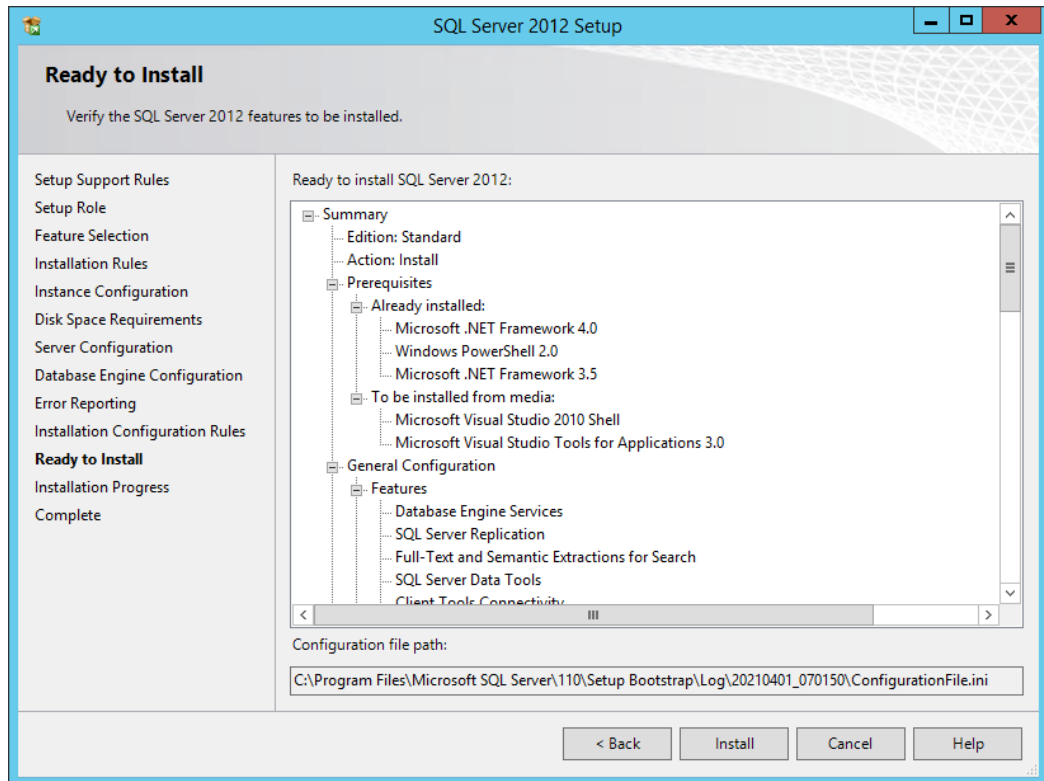 SQL Server 2012 Setup
Ready to Install
Verify the SQL Server 2012 features to be installed.
Setup Support Rules
Setup Role
Feature Selection
Installation Rules
Instance Configuration
Disk Space Requirements
Server Configuration
Database Engine Configuration
Error Reporting
Installation Configuration Rules
Ready to Install
Installation Progress
Complete
Ready to install SQL Server 2012:
Summary
Edition: Standard
Action: Install
Prerequisites
Already installed:
Microsoft .NET Framework 4.0
Windows PowerShell 2.0
Microsoft .NET Framework 3.5
To be installed from media:
Microsoft Visual Studio 2010 Shell
Microsoft Visual Studio Tools for Applications 3.0
General Configuration
Features
Database Engine Services
SQL Server Replication
Full-Text and Semantic Extractions for Search
SQL Server Data Tools
Client Tools Connectivity
Configuration file path:
C:\Program Files\Microsoft SQL Server\110\Setup Bootstrap\Log\20210401_070150\ConfigurationFile.ini
< Back
Install
Cancel
Help